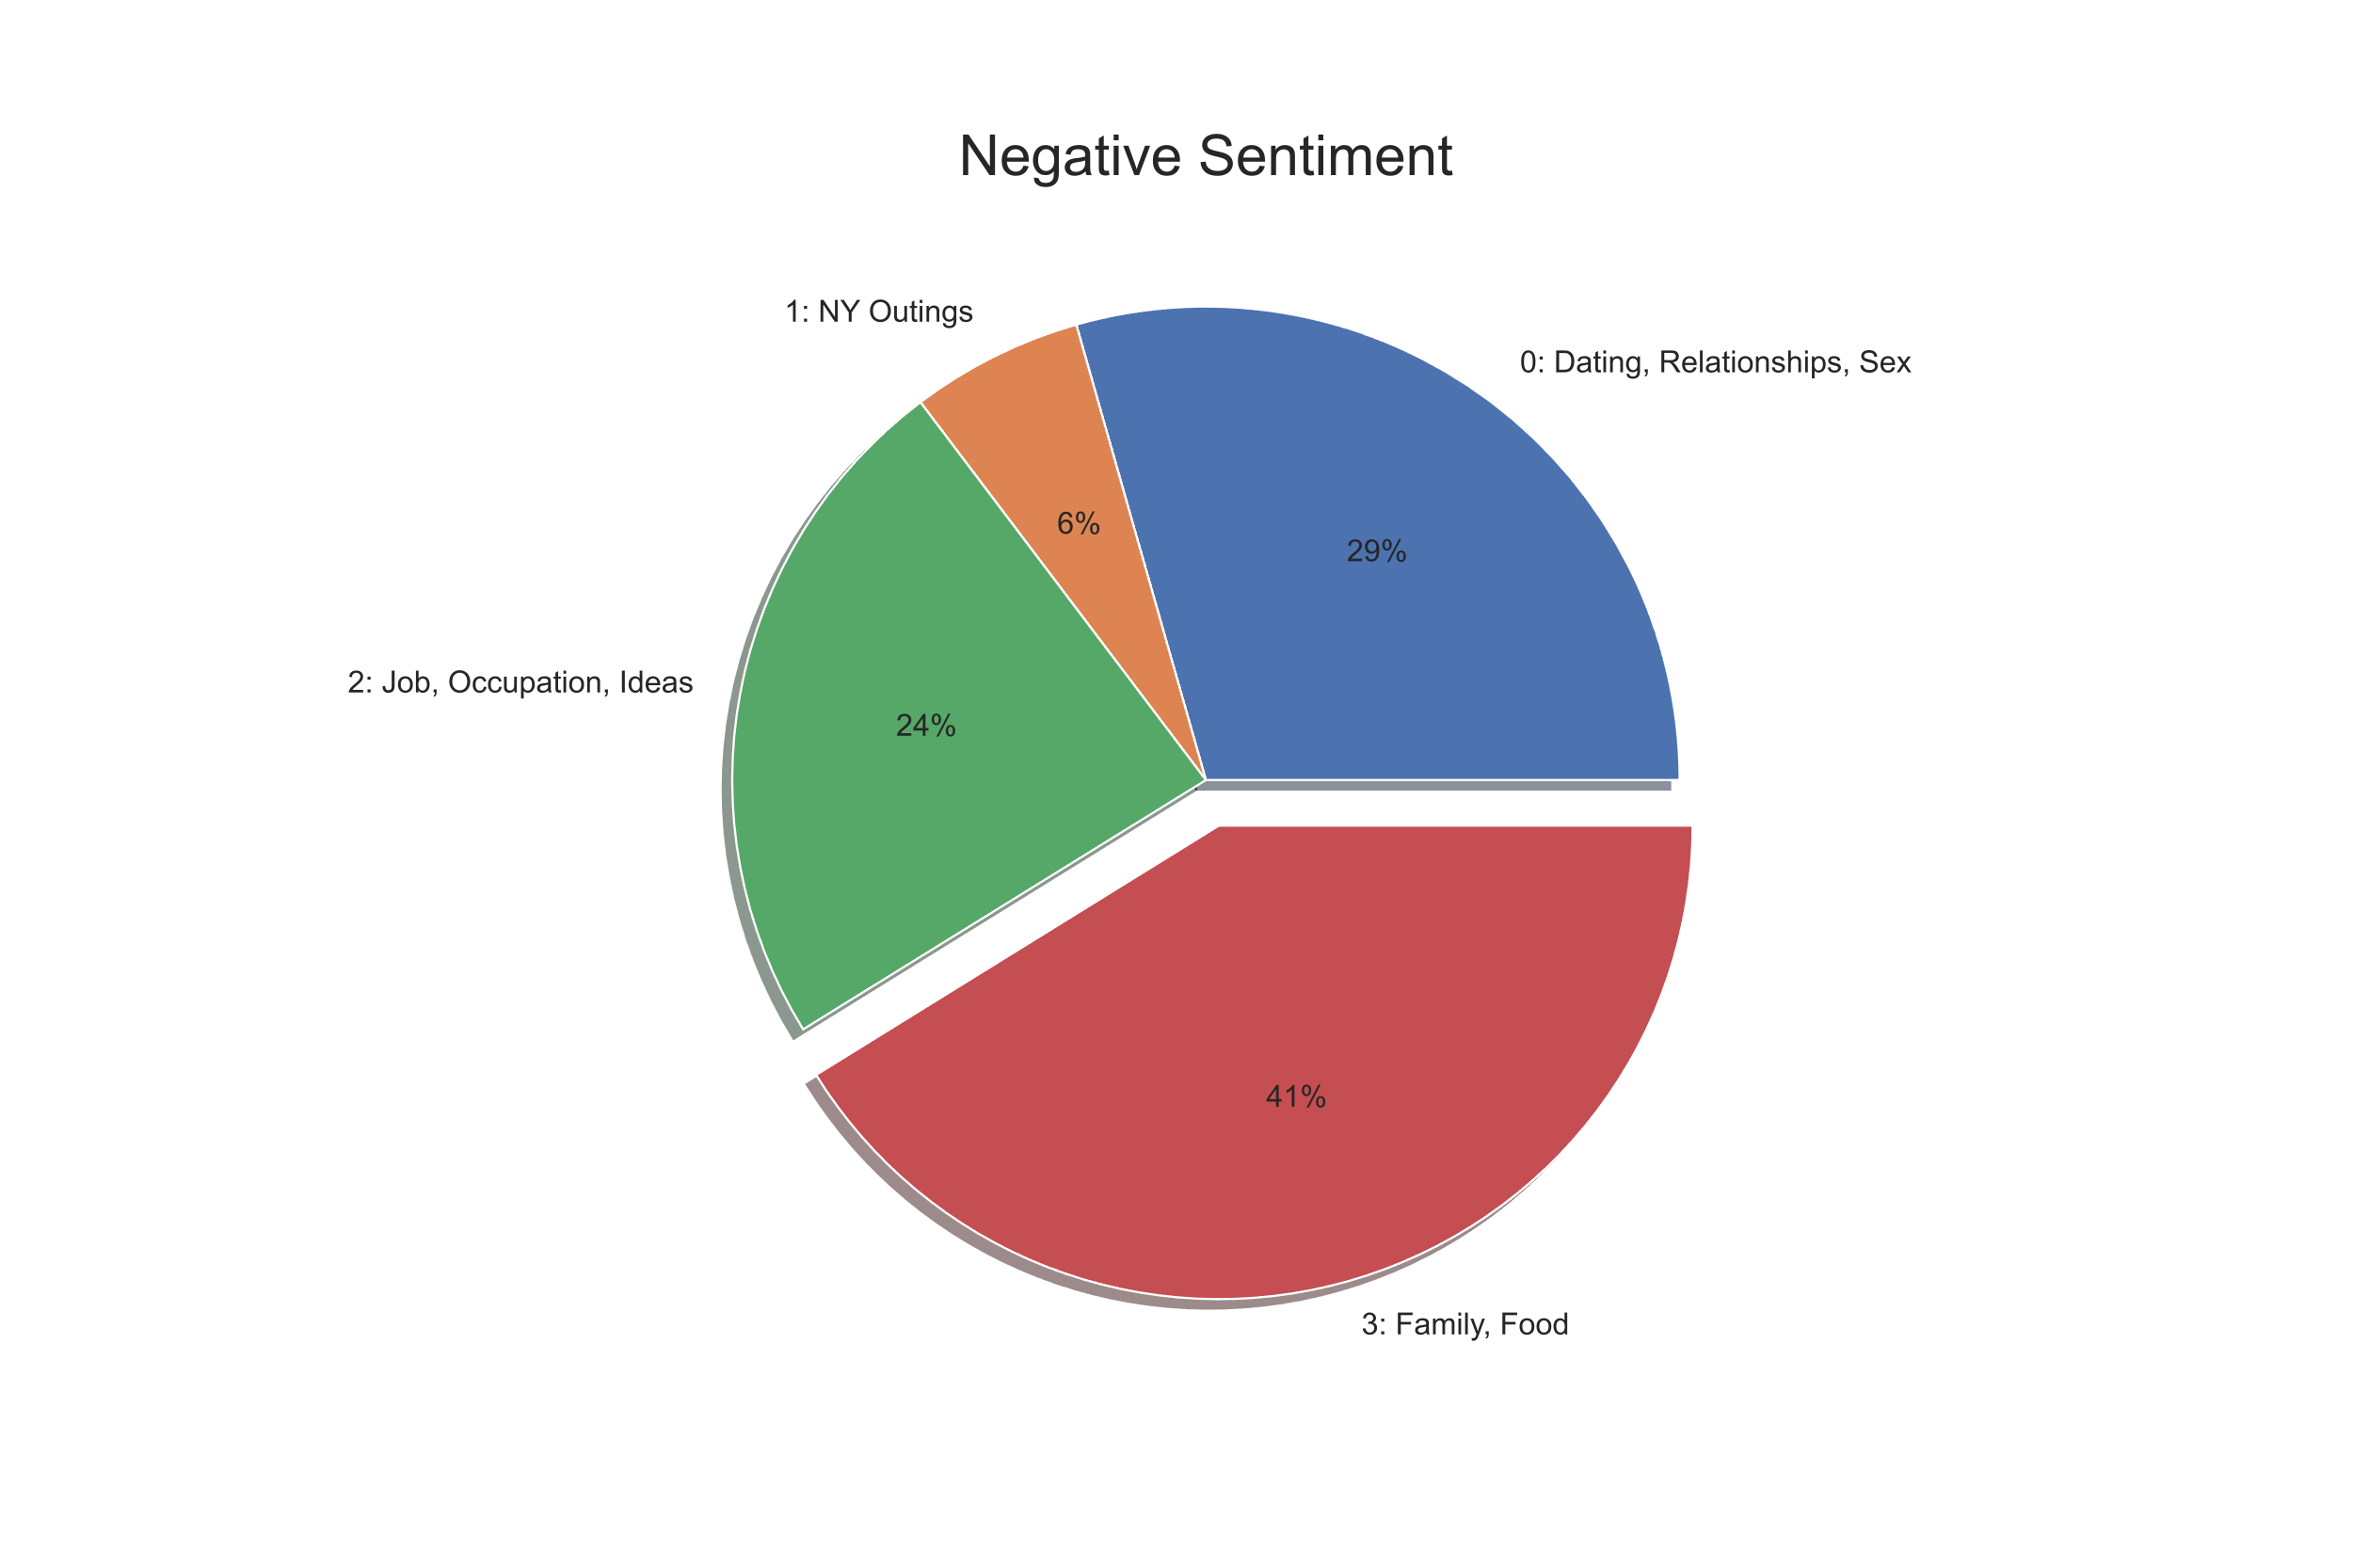 Negative Sentiment
1: NY Outings
0: Dating, Relationships, Sex
6%
29%
2: Job, Occupation, Ideas
24%
41%
3: Family, Food